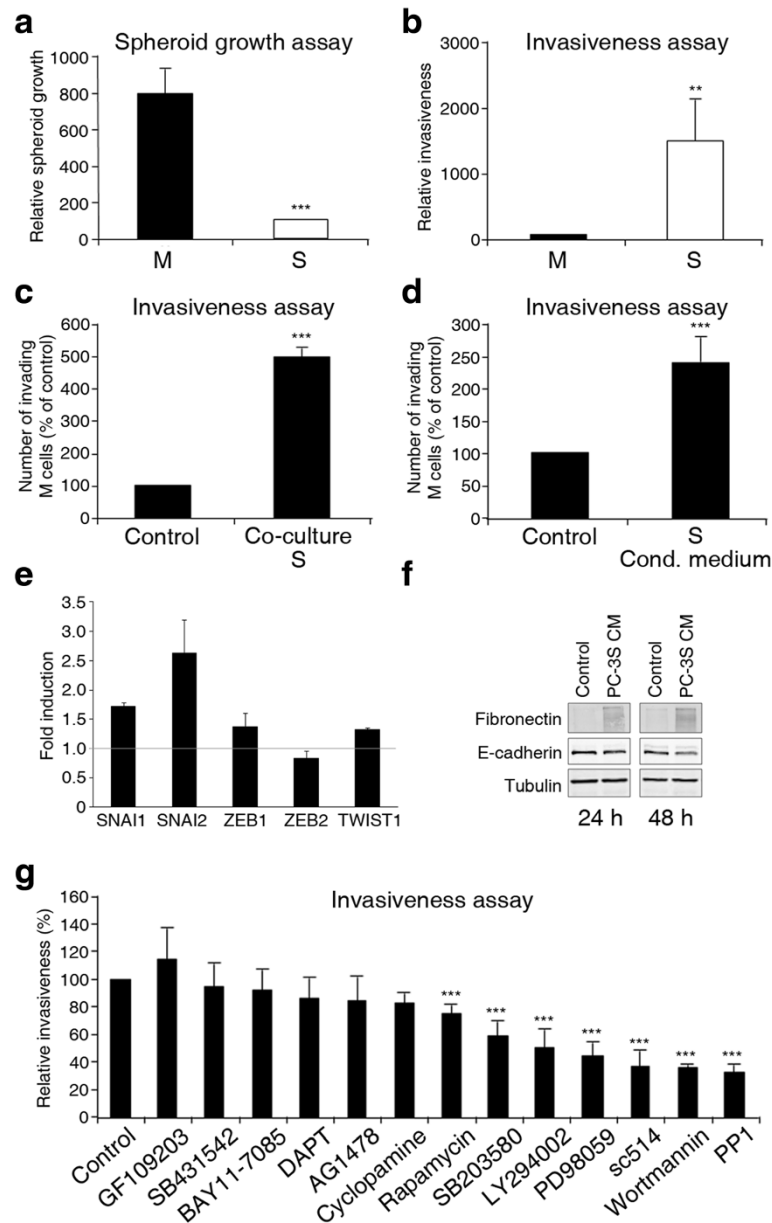 a
Spheroid growth assay
Relative spheroid growth
1000
800
600
400
200
0
***
M S
b
Invasiveness assay
Relative invasiveness
3000
2000
1000
0
**
M S
c
Invasiveness assay
Number of invading
M cells (% of control)
600
500
400
300
200
100
0
***
Control Co-culture
S
d
Invasiveness assay
Number of invading
M cells (% of control)
300
250
200
150
100
50
0
***
Control S
Cond. medium
e
Fold induction
3.5
3.0
2.5
2.0
1.5
1.0
0.5
0
SNAI1 SNAI2 ZEB1 ZEB2 TWIST1
f
Control PC-3S CM Control PC-3S CM
Fibronectin
E-cadherin
Tubulin
24 h 48 h
g
Invasiveness assay
Relative invasiveness (%)
160
140
120
100
80
60
40
20
0
*** *** *** *** *** *** ***
Control
GF109203
SB431542
BAY11-7085
DAPT
AG1478
Cyclopamine
Rapamycin
SB203580
LY294002
PD98059
sc514
Wortmannin
PP1